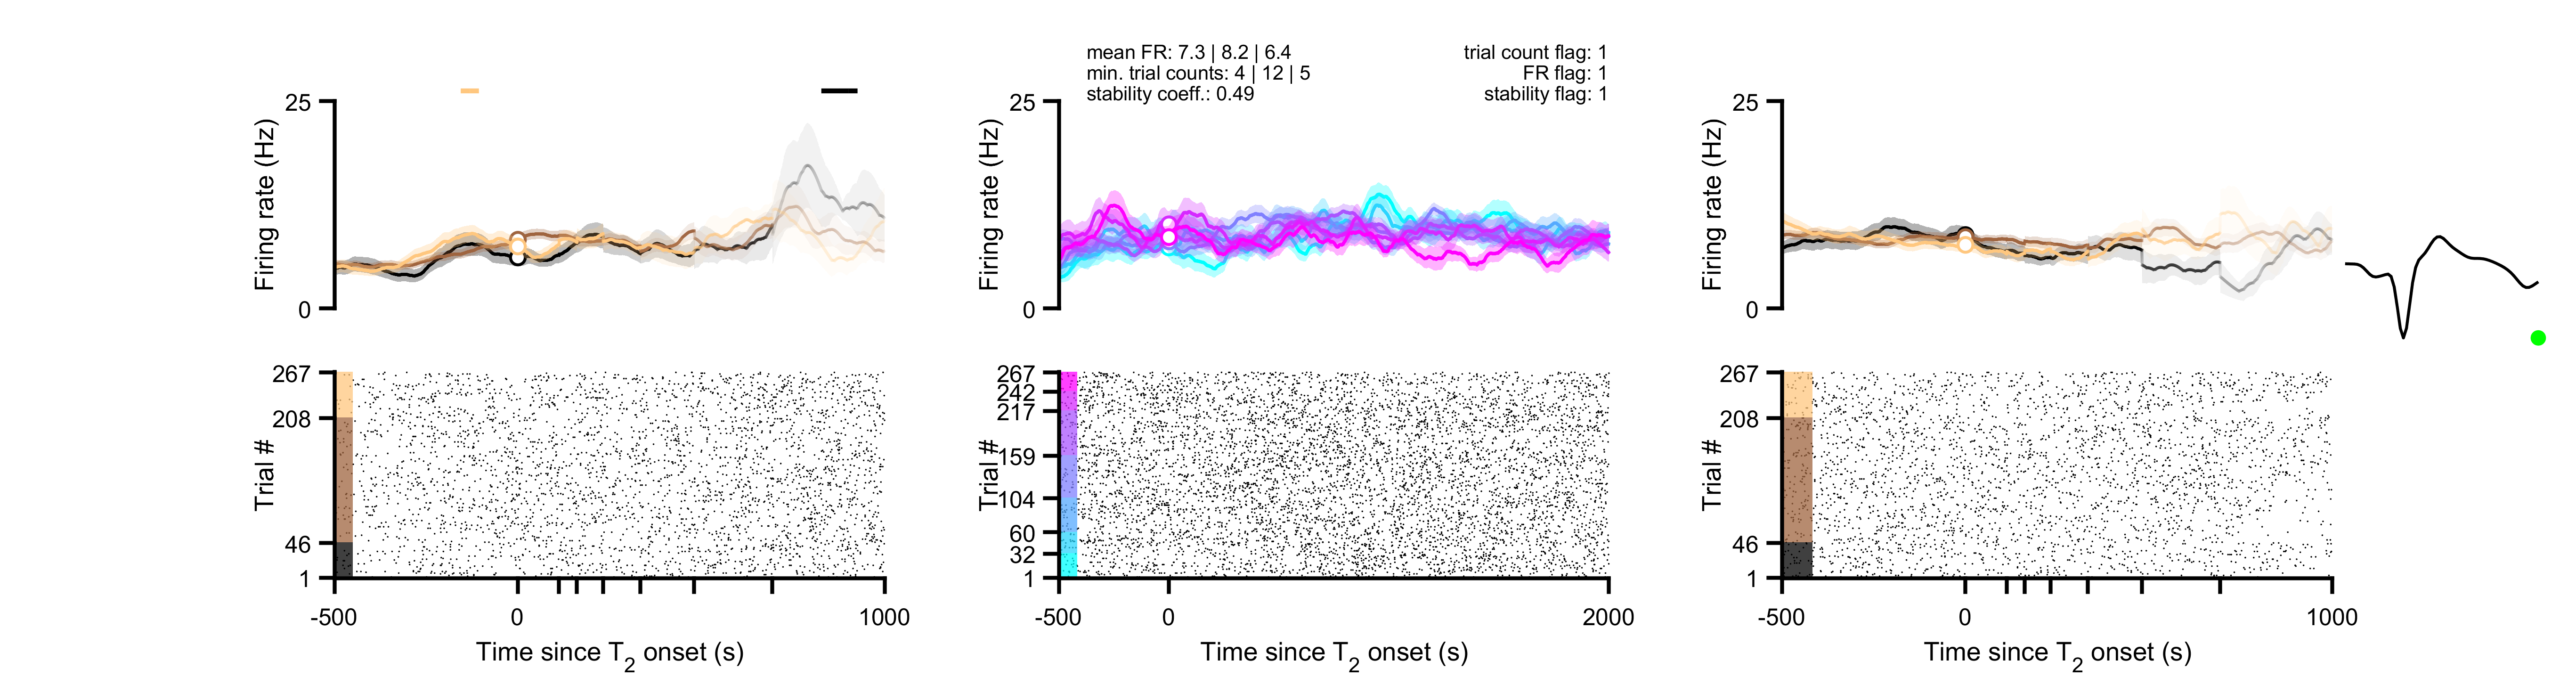 mean FR: 7.3 | 8.2 | 6.4
min. trial counts: 4 | 12 | 5
stability coeff.: 0.49
trial count flag: 1
FR flag: 1
stability flag: 1
25
Firing rate (Hz)
0
267
208
Trial #
46
1
-500
0
1000
Time since T2 onset (s)
25
Firing rate (Hz)
0
267
242
217
159
Trial #
104
60
32
1
-500
0
2000
Time since T2 onset (s)
25
Firing rate (Hz)
0
267
208
Trial #
46
1
-500
0
1000
Time since T2 onset (s)